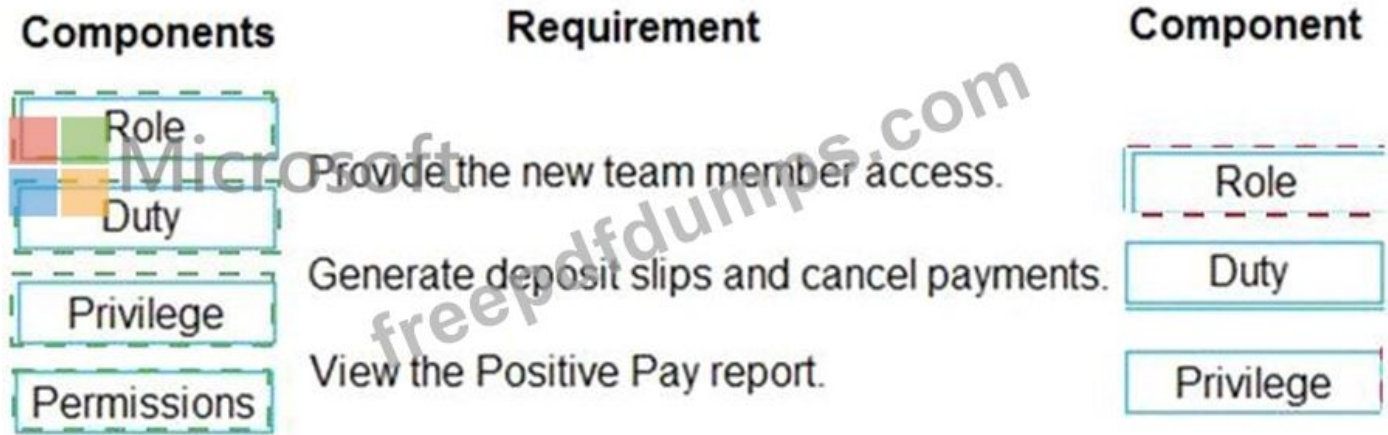 Components Requirement Component
Role
Microsoft
Provide the new team member access. Role
Duty
Generate deposit slips and cancel payments. Duty
Privilege
View the Positive Pay report. Privilege
Permissions
freepdfdumps.com